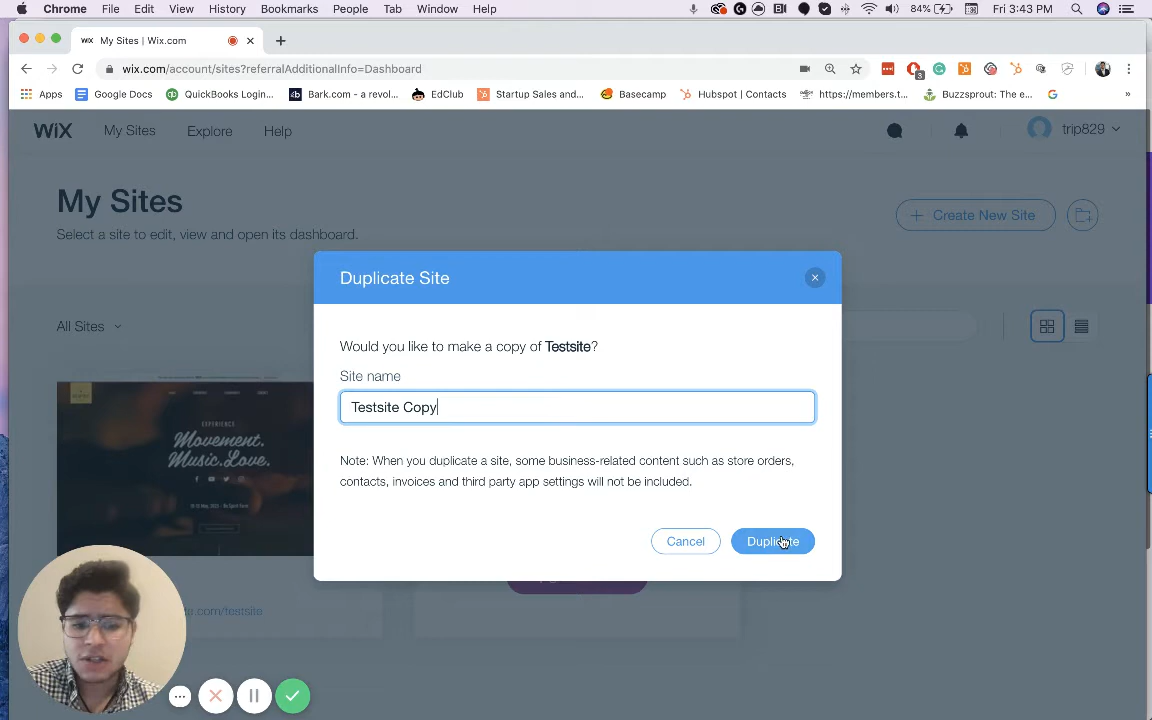 Chrome File Edit View History Bookmarks People Tab Window Help 84% Fri 3:43 PM
WiX My Sites | Wix.com
wix.com/account/sites?referralAdditionalInfo=Dashboard
Apps Google Docs QuickBooks Login... Bark.com - a revol... EdClub Startup Sales and... Basecamp Hubspot | Contacts https://members.t... Buzzsprout: The e... »
WiX My Sites Explore Help trip829
My Sites
+ Create New Site
Select a site to edit, view and open its dashboard.
Duplicate Site
All Sites
Would you like to make a copy of Testsite?
Site name
Testsite Copy
EXPERIENCE
Movement.
Music.Love.
Note: When you duplicate a site, some business-related content such as store orders,
contacts, invoices and third party app settings will not be included.
Cancel Duplicate
.com/testsite